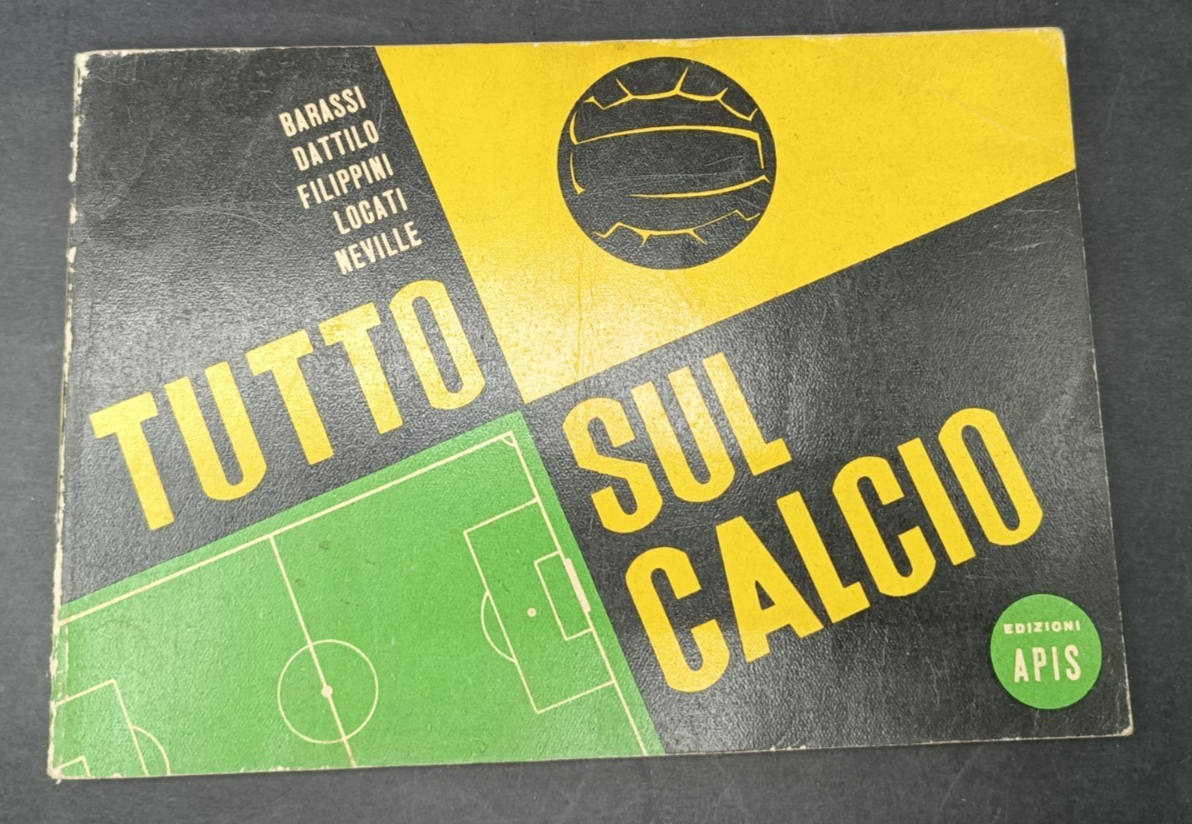 BARASSI
DATTILO
FILIPPINI
LOCATI
NEVILLE
TUTTO
SUL
CALCIO
EDIZIONI
APIS